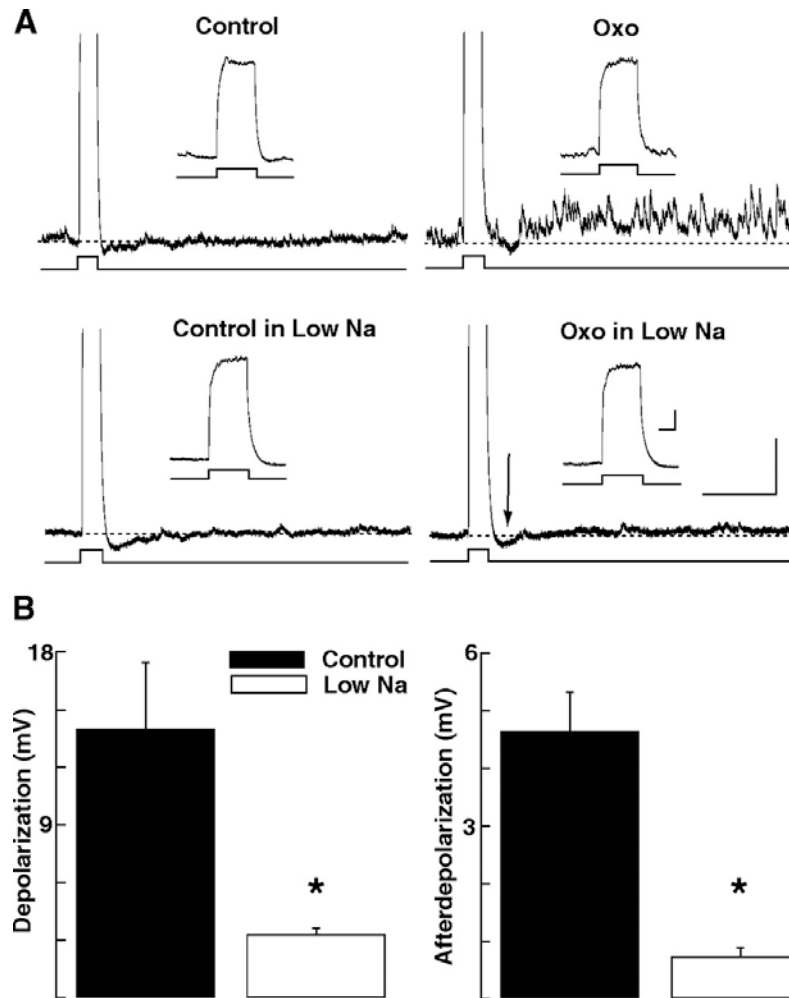 A
Control
Oxo
Control in Low Na
Oxo in Low Na
B
18
9
Depolarization (mV)
Control
Low Na
*
6
3
Afterdepolarization (mV)
*